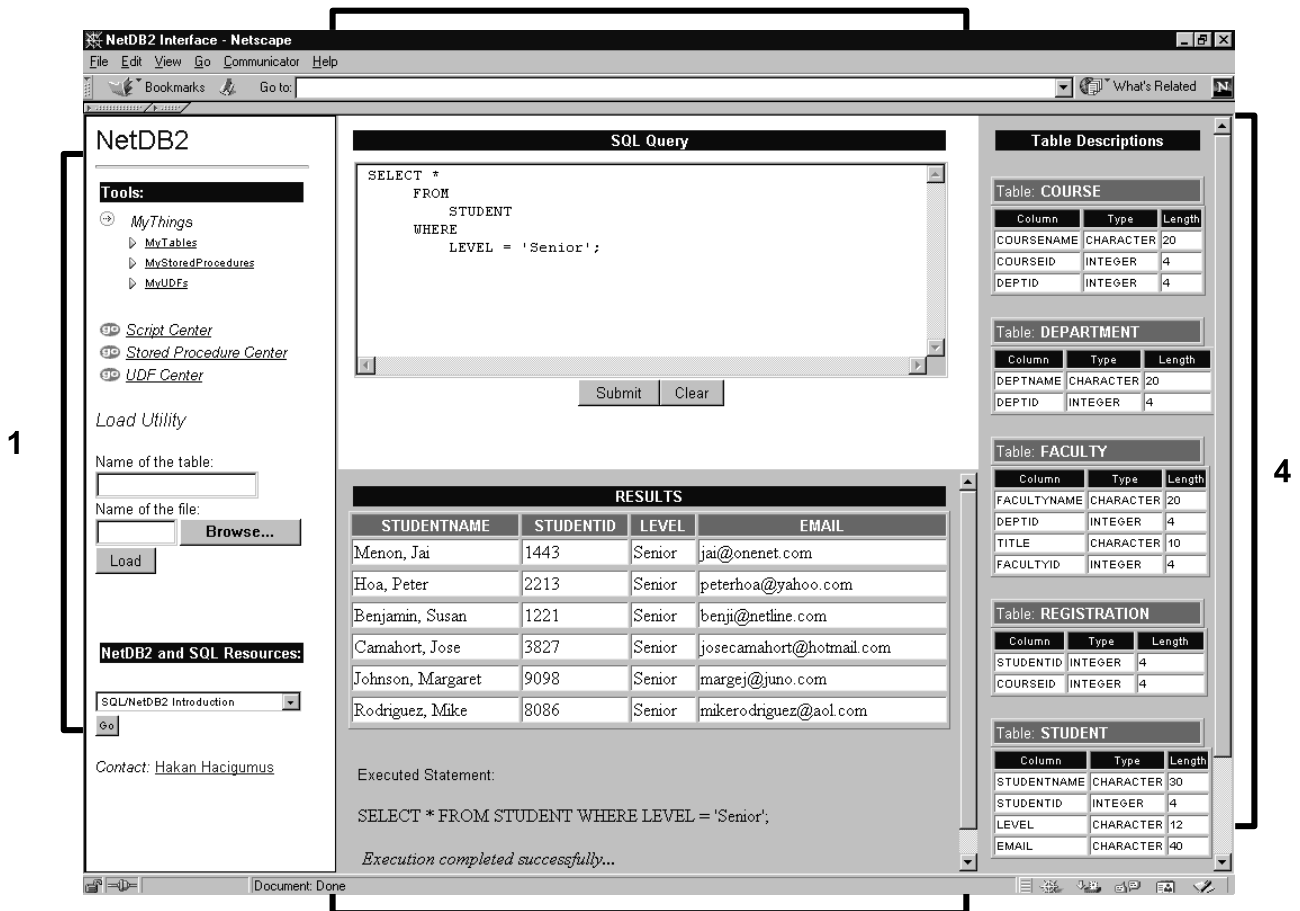 NetDB2 Interface - Netscape
File Edit View Go Communicator Help
Bookmarks Go to: What's Related N
1
NetDB2
Tools:
MyThings
MyTables
MyStoredProcedures
MyUDFs
go Script Center
go Stored Procedure Center
go UDF Center
Load Utility
Name of the table:
Name of the file:
Browse...
Load
NetDB2 and SQL Resources:
SQL/NetDB2 Introduction
Go
Contact: Hakan Hacigumus
SQL Query
SELECT *
FROM
STUDENT
WHERE
LEVEL = 'Senior';
Submit Clear
RESULTS
STUDENTNAME STUDENTID LEVEL EMAIL
Menon, Jai 1443 Senior jai@onenet.com
Hoa, Peter 2213 Senior peterhoa@yahoo.com
Benjamin, Susan 1221 Senior benji@netline.com
Camahort, Jose 3827 Senior josecamahort@hotmail.com
Johnson, Margaret 9098 Senior margej@juno.com
Rodriguez, Mike 8086 Senior mikerodriguez@aol.com
Executed Statement:
SELECT * FROM STUDENT WHERE LEVEL = 'Senior';
Execution completed successfully...
Table Descriptions
Table: COURSE
Column Type Length
COURSENAME CHARACTER 20
COURSEID INTEGER 4
DEPTID INTEGER 4
Table: DEPARTMENT
Column Type Length
DEPTNAME CHARACTER 20
DEPTID INTEGER 4
Table: FACULTY
Column Type Length
FACULTYNAME CHARACTER 20
DEPTID INTEGER 4
TITLE CHARACTER 10
FACULTYID INTEGER 4
Table: REGISTRATION
Column Type Length
STUDENTID INTEGER 4
COURSEID INTEGER 4
Table: STUDENT
Column Type Length
STUDENTNAME CHARACTER 30
STUDENTID INTEGER 4
LEVEL CHARACTER 12
EMAIL CHARACTER 40
4
Document: Done